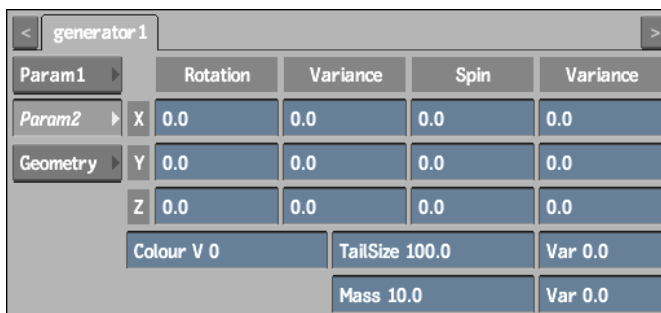 < generator1 >
Param1 Rotation Variance Spin Variance
Param2 X 0.0 0.0 0.0 0.0
Geometry Y 0.0 0.0 0.0 0.0
Z 0.0 0.0 0.0 0.0
Colour V 0 TailSize 100.0 Var 0.0
Mass 10.0 Var 0.0